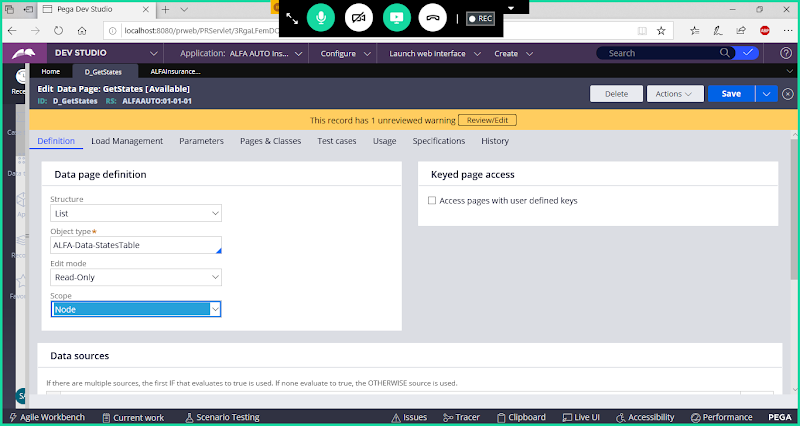 Pega Dev Studio
REC
localhost:8080/prweb/PRServlet/3RgaLFemDC
ABP
DEV STUDIO
Application: ALFA AUTO Ins...
Configure
Launch web interface
Create
Search
Rece
Home
D_GetStates
ALFAInsurance...
Edit Data Page: GetStates [Available]
ID: D_GetStates RS: ALFAAUTO:01-01-01
Delete
Actions
Save
This record has 1 unreviewed warning
Review/Edit
Definition
Load Management
Parameters
Pages & Classes
Test cases
Usage
Specifications
History
Data page definition
Keyed page access
Structure
List
Access pages with user defined keys
Object type*
ALFA-Data-StatesTable
Edit mode
Read-Only
Scope
Node
Data sources
If there are multiple sources, the first IF that evaluates to true is used. If none evaluate to true, the OTHERWISE source is used.
Agile Workbench
Current work
Scenario Testing
Issues
Tracer
Clipboard
Live UI
Accessibility
Performance
PEGA